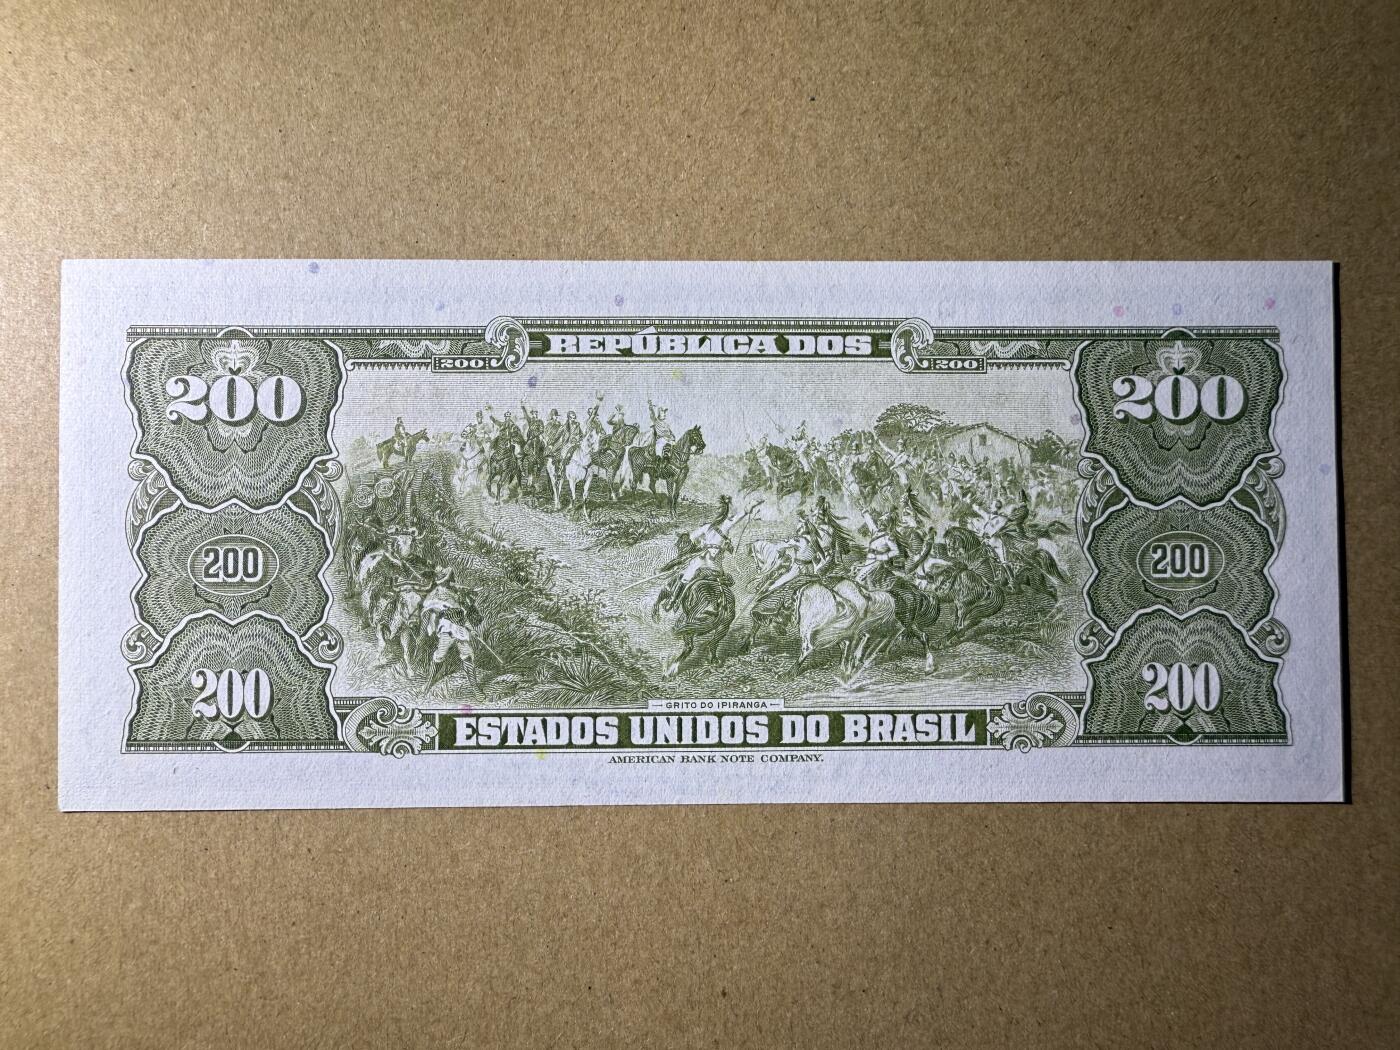 REPÚBLICA DOS
200 200
200 200
200 200
200 200
GRITO DO IPIRANGA
ESTADOS UNIDOS DO BRASIL
AMERICAN BANK NOTE COMPANY.